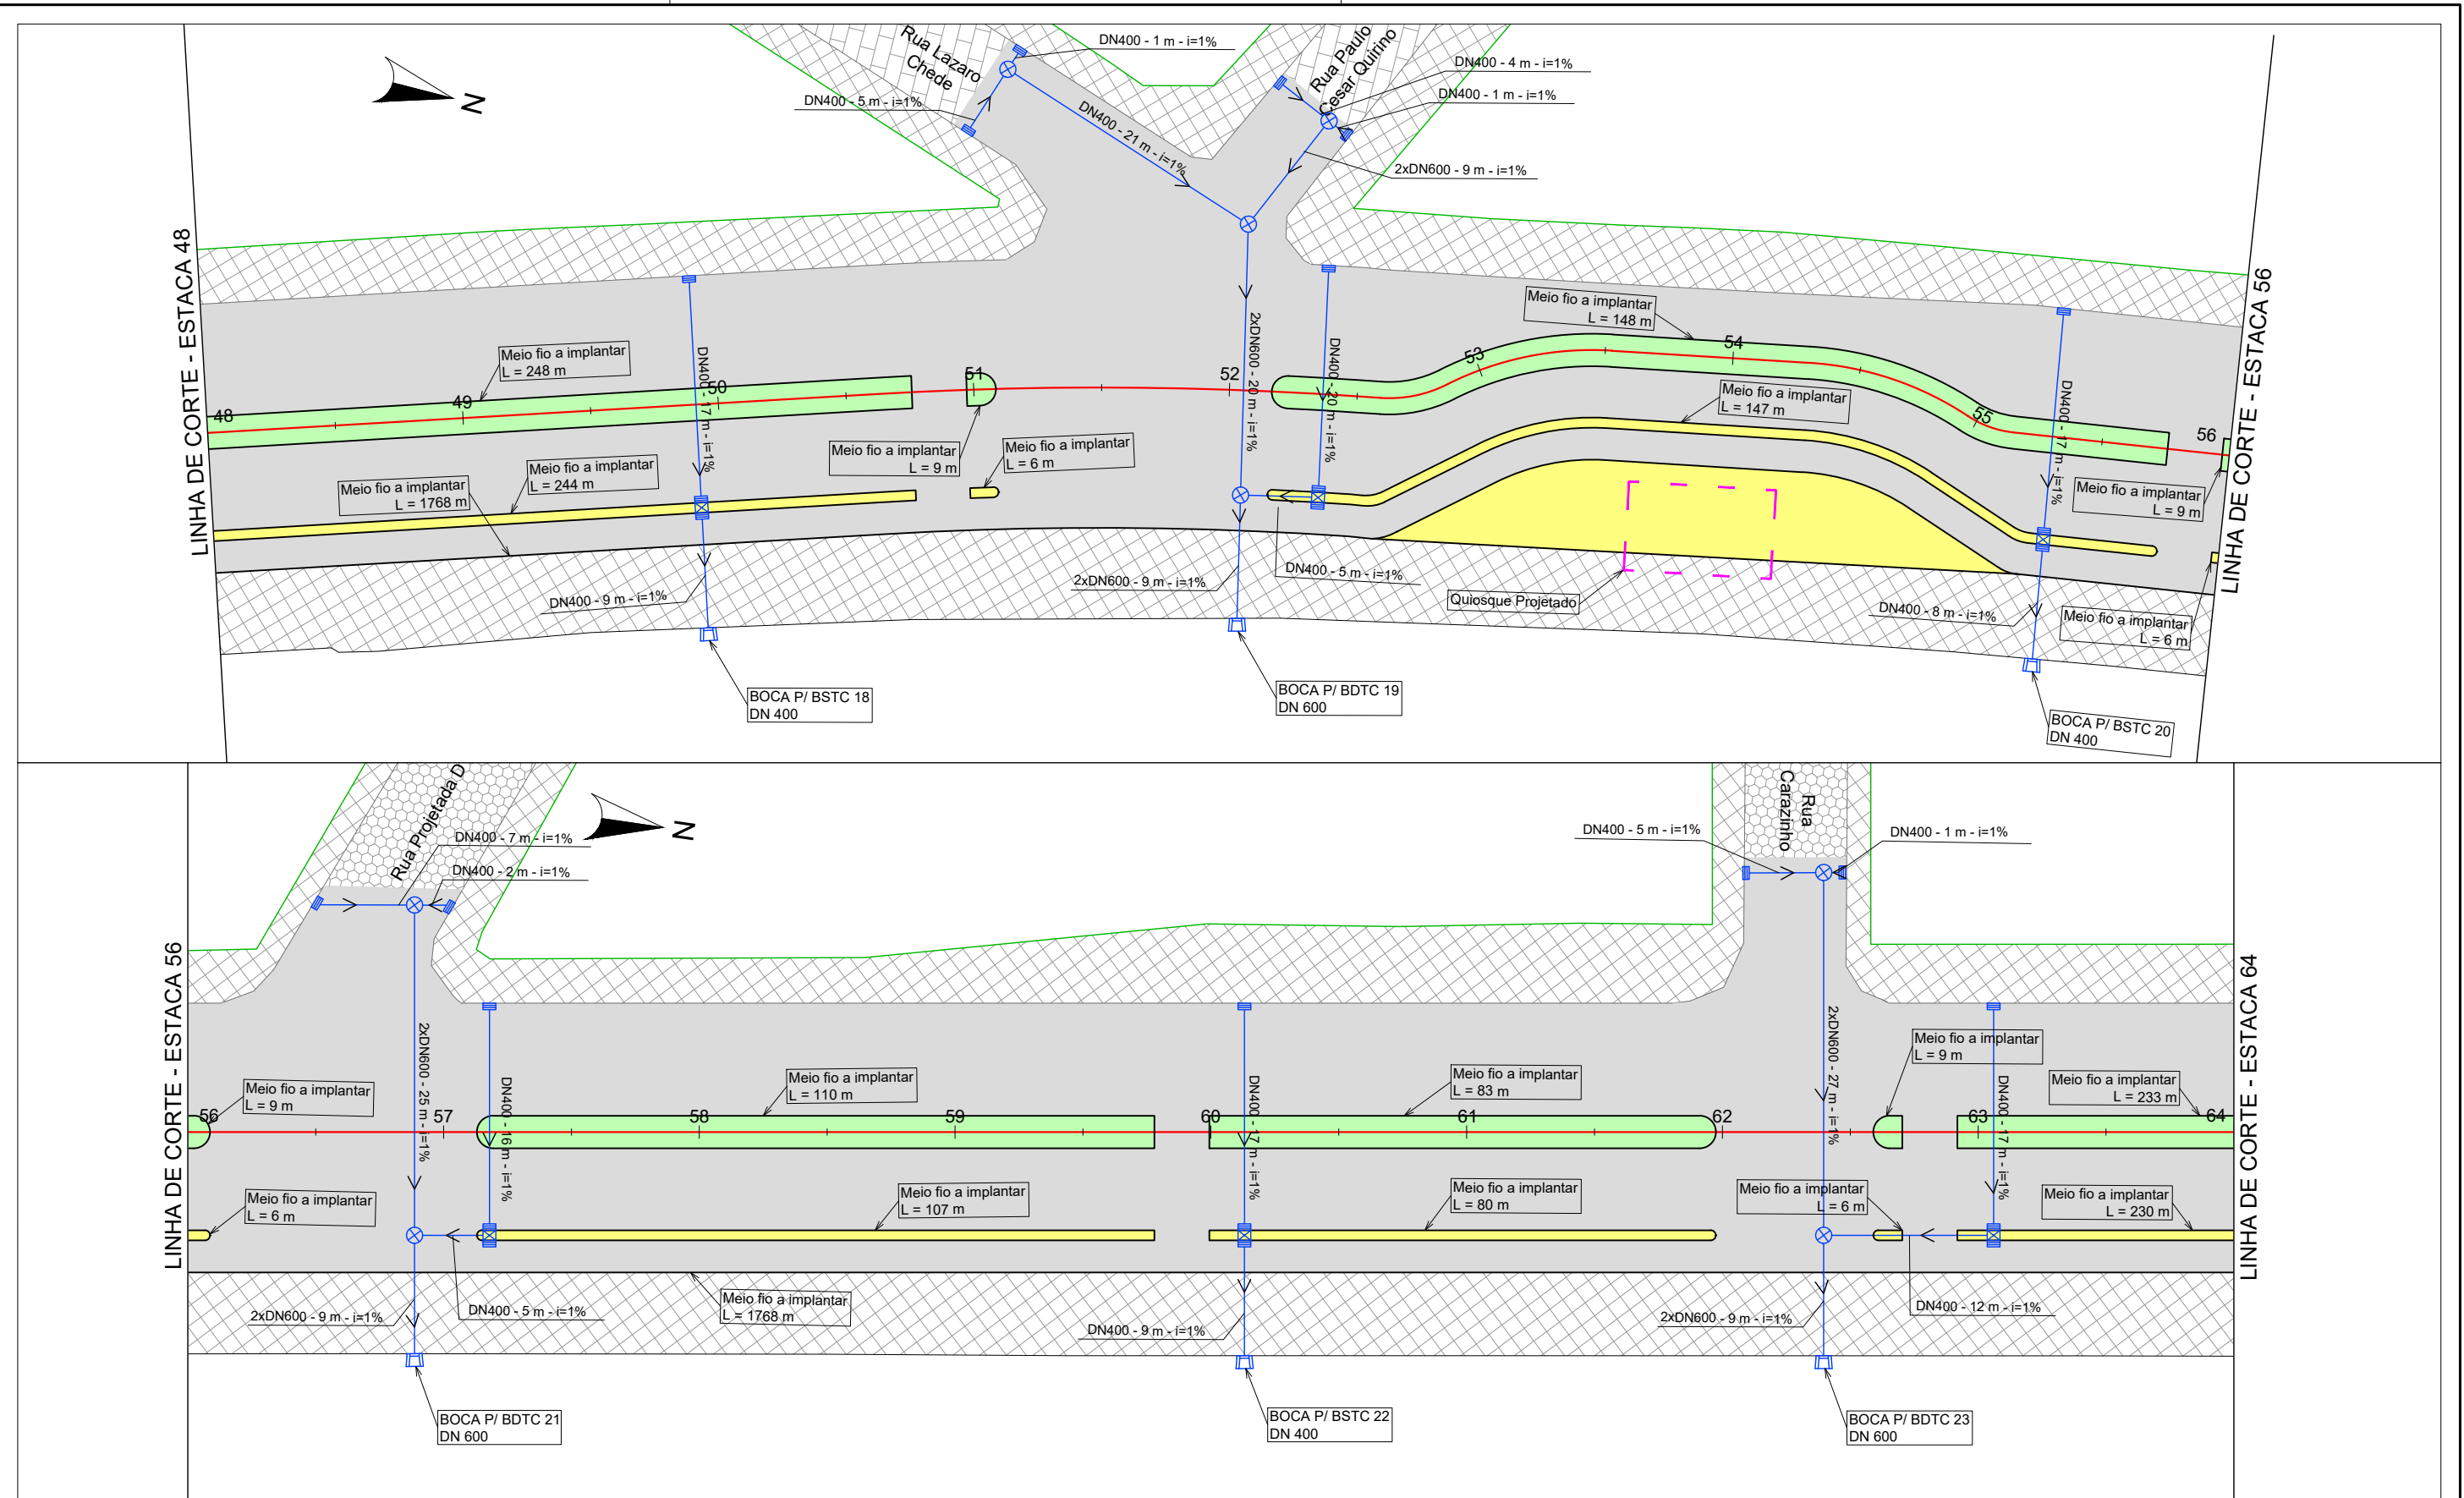 Rua Lazaro
Chede
DN400 - 1 m - i=1%
Rua Paulo
Cesar Quirino
DN400 - 4 m - i=1%
DN400 - 1 m - i=1%
DN400 - 5 m - i=1%
DN400 - 21 m - i=1%
2xDN600 - 9 m - i=1%
N
LINHA DE CORTE - ESTACA 48
LINHA DE CORTE - ESTACA 56
Meio fio a implantar
L = 248 m
Meio fio a implantar
L = 148 m
48
49
50
51
52
53
54
55
56
DN400 - 17 m - i=1%
2xDN600 - 20 m - i=1%
DN400 - 20 m - i=1%
DN400 - 17 m - i=1%
Meio fio a implantar
L = 147 m
Meio fio a implantar
L = 9 m
Meio fio a implantar
L = 6 m
Meio fio a implantar
L = 244 m
Meio fio a implantar
L = 1768 m
Meio fio a implantar
L = 9 m
Meio fio a implantar
L = 6 m
DN400 - 9 m - i=1%
2xDN600 - 9 m - i=1%
DN400 - 5 m - i=1%
Quiosque Projetado
DN400 - 8 m - i=1%
BOCA P/ BSTC 18
DN 400
BOCA P/ BDTC 19
DN 600
BOCA P/ BSTC 20
DN 400
Rua Projetada D
DN400 - 7 m - i=1%
DN400 - 2 m - i=1%
N
DN400 - 5 m - i=1%
Rua
Carazinho
DN400 - 1 m - i=1%
LINHA DE CORTE - ESTACA 56
LINHA DE CORTE - ESTACA 64
2xDN600 - 25 m - i=1%
DN400 - 16 m - i=1%
DN400 - 17 m - i=1%
2xDN600 - 27 m - i=1%
DN400 - 17 m - i=1%
Meio fio a implantar
L = 9 m
Meio fio a implantar
L = 110 m
Meio fio a implantar
L = 83 m
Meio fio a implantar
L = 9 m
Meio fio a implantar
L = 233 m
56
57
58
59
60
61
62
63
64
Meio fio a implantar
L = 6 m
Meio fio a implantar
L = 107 m
Meio fio a implantar
L = 80 m
Meio fio a implantar
L = 6 m
Meio fio a implantar
L = 230 m
2xDN600 - 9 m - i=1%
DN400 - 5 m - i=1%
Meio fio a implantar
L = 1768 m
DN400 - 9 m - i=1%
2xDN600 - 9 m - i=1%
DN400 - 12 m - i=1%
BOCA P/ BDTC 21
DN 600
BOCA P/ BSTC 22
DN 400
BOCA P/ BDTC 23
DN 600